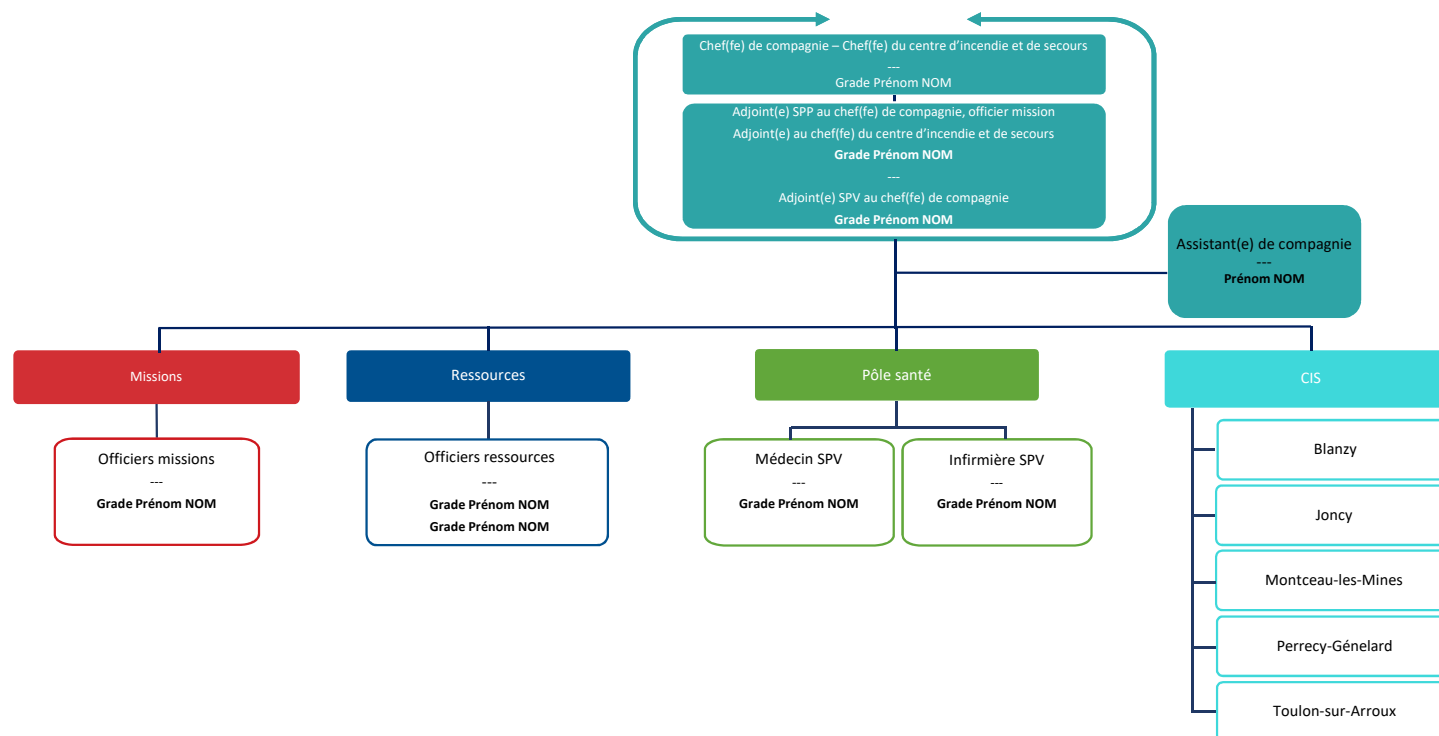 Chef(fe) de compagnie – Chef(fe) du centre d'incendie et de secours
---
Grade Prénom NOM
Adjoint(e) SPP au chef(fe) de compagnie, officier mission
Adjoint(e) au chef(fe) du centre d'incendie et de secours
Grade Prénom NOM
---
Adjoint(e) SPV au chef(fe) de compagnie
Grade Prénom NOM
Assistant(e) de compagnie
---
Prénom NOM
Missions
Officiers missions
---
Grade Prénom NOM
Ressources
Officiers ressources
---
Grade Prénom NOM
Grade Prénom NOM
Pôle santé
Médecin SPV
---
Grade Prénom NOM
Infirmière SPV
---
Grade Prénom NOM
CIS
Blanzy
Joncy
Montceau-les-Mines
Perrecy-Génelard
Toulon-sur-Arroux